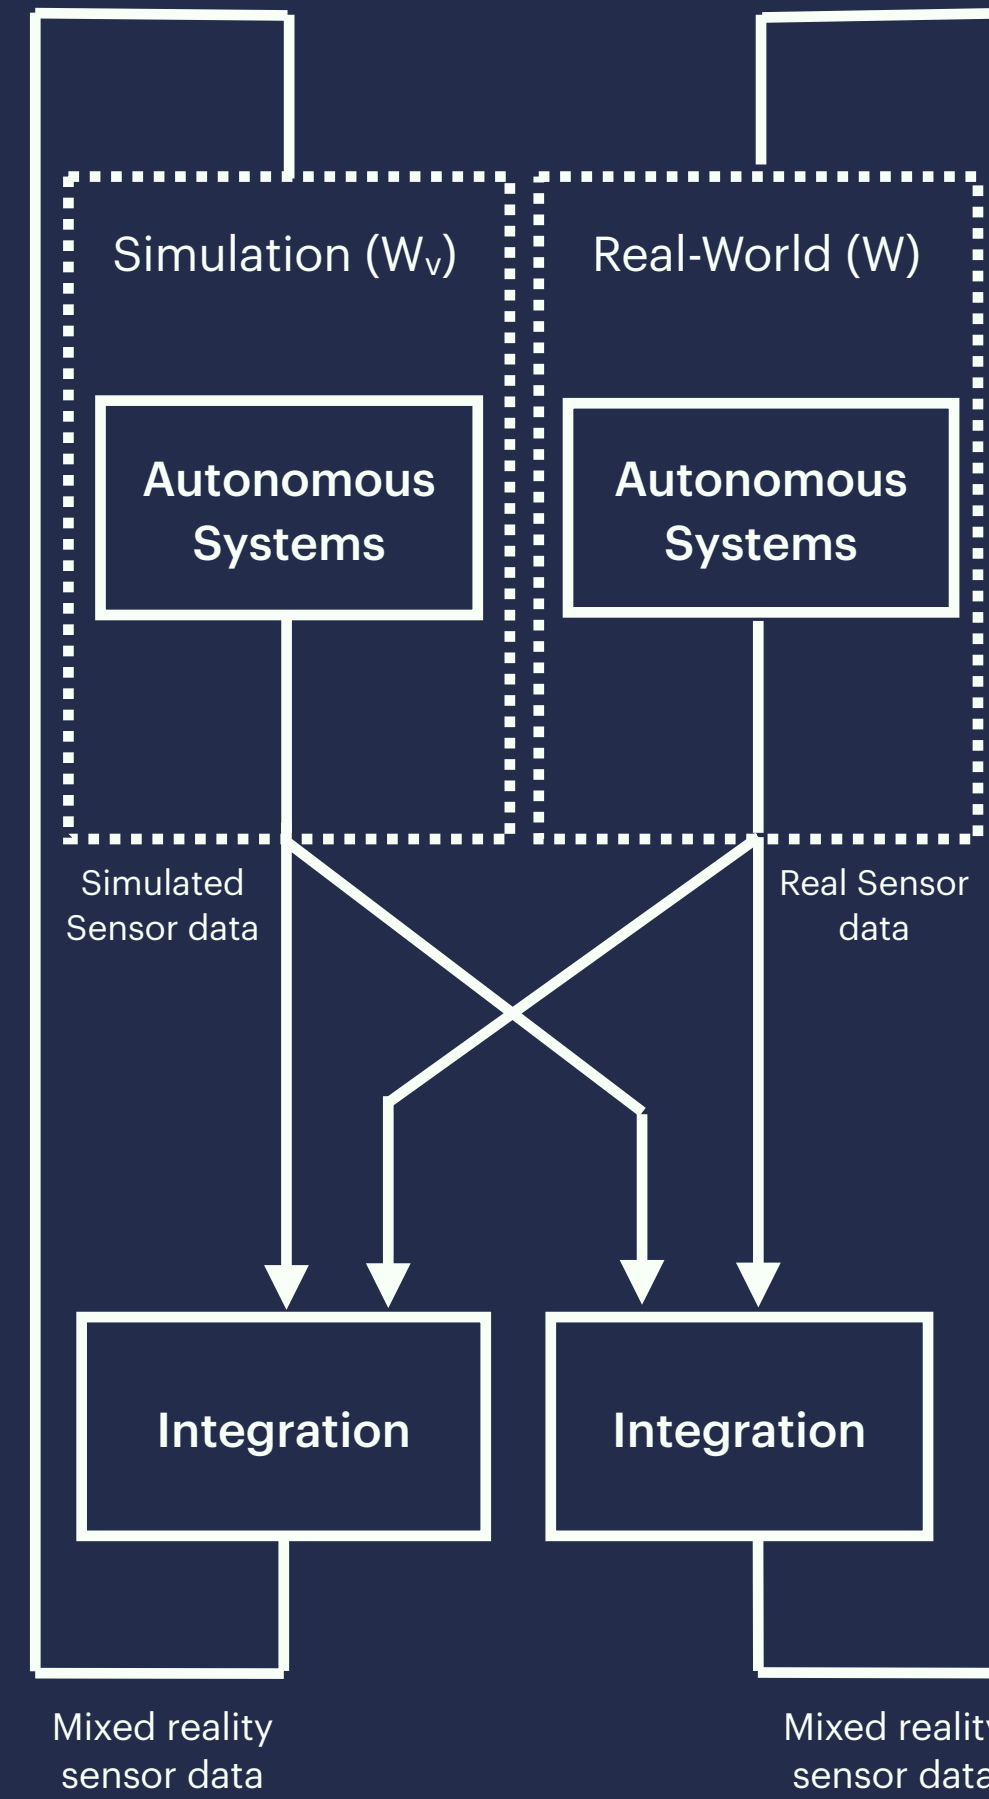 Simulation (Wᵥ)
Real-World (W)
Autonomous
Systems
Autonomous
Systems
Simulated
Sensor data
Real Sensor
data
Integration
Integration
Mixed reality
sensor data
Mixed reality
sensor data